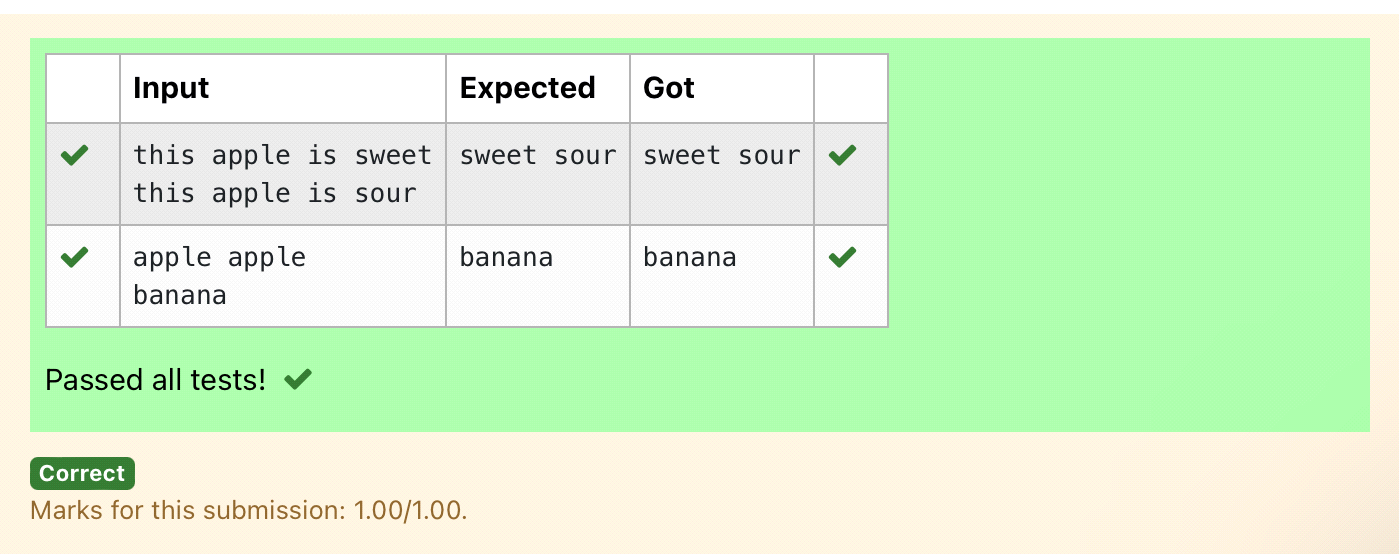 Input Expected Got
this apple is sweet sweet sour sweet sour
this apple is sour
apple apple banana banana
banana
Passed all tests!
Correct
Marks for this submission: 1.00/1.00.